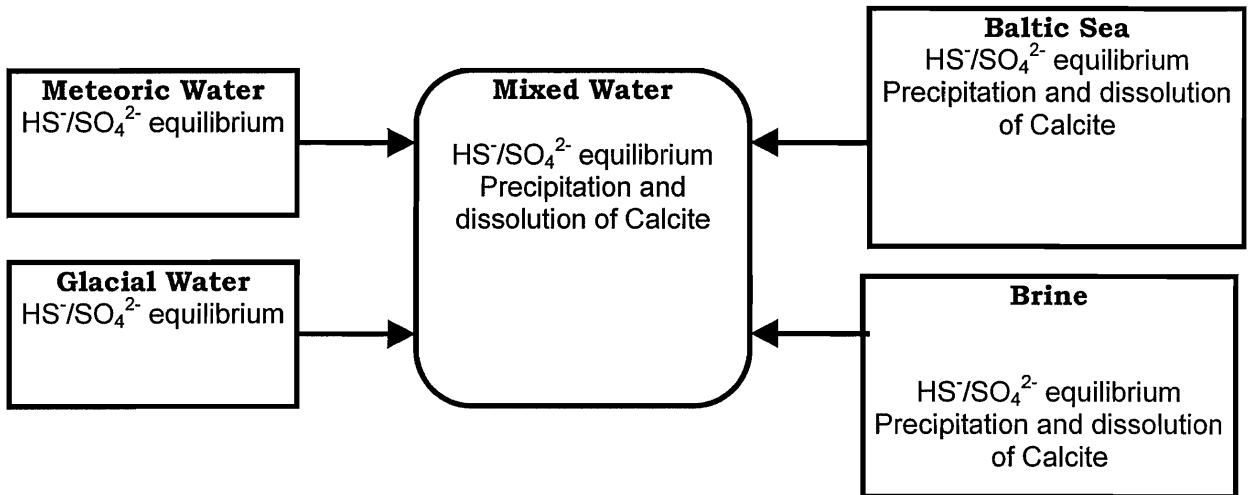 Meteoric Water
HS⁻/SO₄²⁻ equilibrium
Glacial Water
HS⁻/SO₄²⁻ equilibrium
Mixed Water
HS⁻/SO₄²⁻ equilibrium
Precipitation and
dissolution of Calcite
Baltic Sea
HS⁻/SO₄²⁻ equilibrium
Precipitation and dissolution
of Calcite
Brine
HS⁻/SO₄²⁻ equilibrium
Precipitation and dissolution
of Calcite